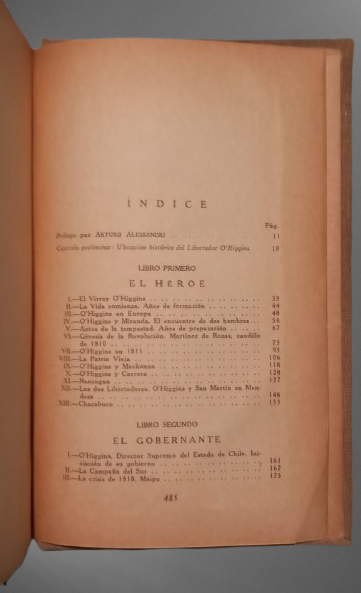 ÍNDICE
Pág.
Prólogo por ARTURO ALESSANDRI 11
Capítulo preliminar: Ubicación histórica del Libertador O'Higgins 19
LIBRO PRIMERO
EL HEROE
I.—El Virrey O'Higgins 33
II.—La Vida comienza. Años de formación 44
III.—O'Higgins en Europa 48
IV.—O'Higgins y Miranda. El encuentro de dos hombres 58
V.—Antes de la tempestad. Años de preparación 67
VI.—Génesis de la Revolución: Martínez de Rozas, caudillo
de 1810 73
VII.—O'Higgins en 1811 95
VIII.—La Patria Vieja 106
IX.—O'Higgins y Mackenna 118
X.—O'Higgins y Carrera 128
XI.—Rancagua 137
XII.—Los dos Libertadores. O'Higgins y San Martín en Men-
doza 146
XIII.—Chacabuco 153
LIBRO SEGUNDO
EL GOBERNANTE
I.—O'Higgins, Director Supremo del Estado de Chile. Ini-
ciación de su gobierno 161
II.—La Campaña del Sur 167
III.—La crisis de 1818. Maipo 175
485